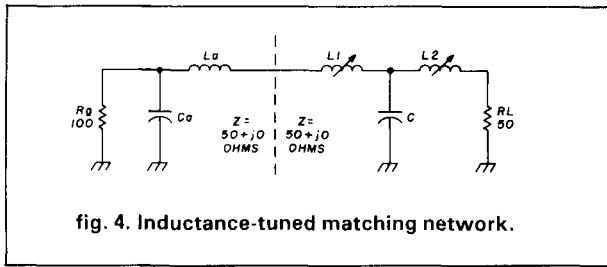 La
L1
L2
Rg
100
Ca
Z=
50+j0
OHMS
Z=
50+j0
OHMS
C
RL
50
fig. 4. Inductance-tuned matching network.